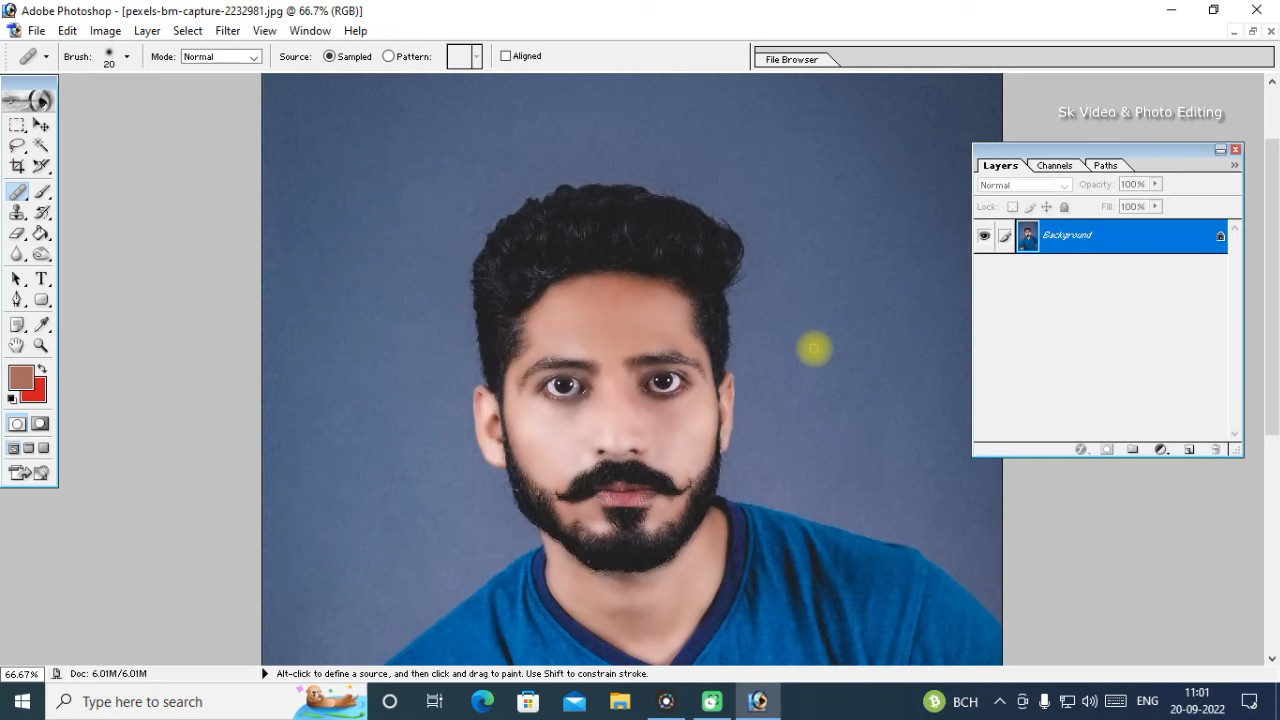 Adobe Photoshop - [pexels-bm-capture-2232981.jpg @ 66.7% (RGB)]
File Edit Image Layer Select Filter View Window Help
Brush: 20 Mode: Normal Source: Sampled Pattern: Aligned File Browser
Sk Video & Photo Editing
Layers Channels Paths
Normal Opacity: 100%
Lock: Fill: 100%
Background
66.67% Doc: 6.01M/6.01M Alt-click to define a source, and then click and drag to paint. Use Shift to constrain stroke.
Type here to search
BCH ENG
11:01
20-09-2022